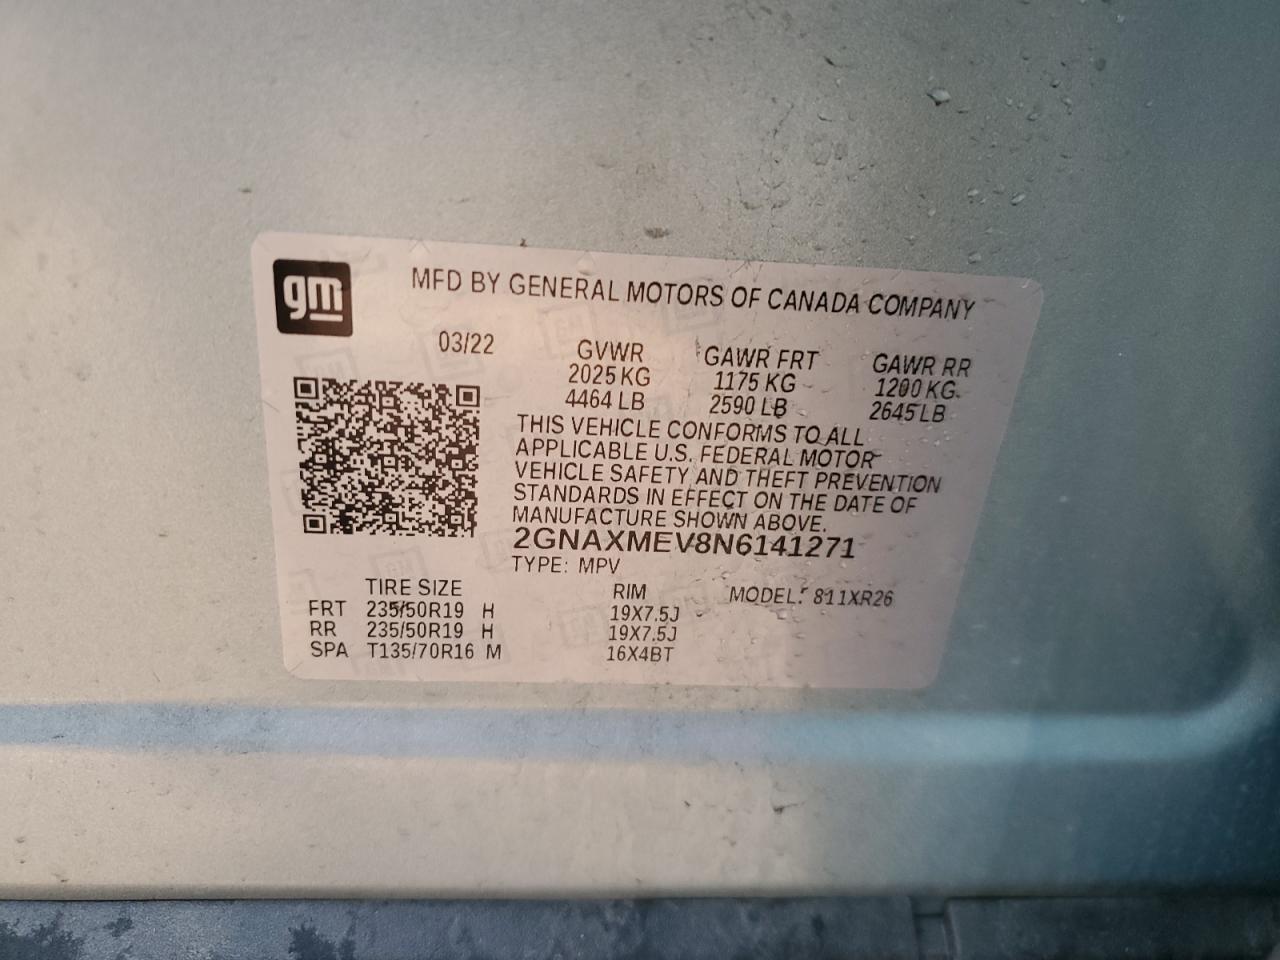 gm
MFD BY GENERAL MOTORS OF CANADA COMPANY
03/22 GVWR GAWR FRT GAWR RR
2025 KG 1175 KG 1200 KG
4464 LB 2590 LB 2645 LB
THIS VEHICLE CONFORMS TO ALL
APPLICABLE U.S. FEDERAL MOTOR
VEHICLE SAFETY AND THEFT PREVENTION
STANDARDS IN EFFECT ON THE DATE OF
MANUFACTURE SHOWN ABOVE.
2GNAXMEV8N6141271
TYPE: MPV
TIRE SIZE RIM MODEL: 811XR26
FRT 235/50R19 H 19X7.5J
RR 235/50R19 H 19X7.5J
SPA T135/70R16 M 16X4BT